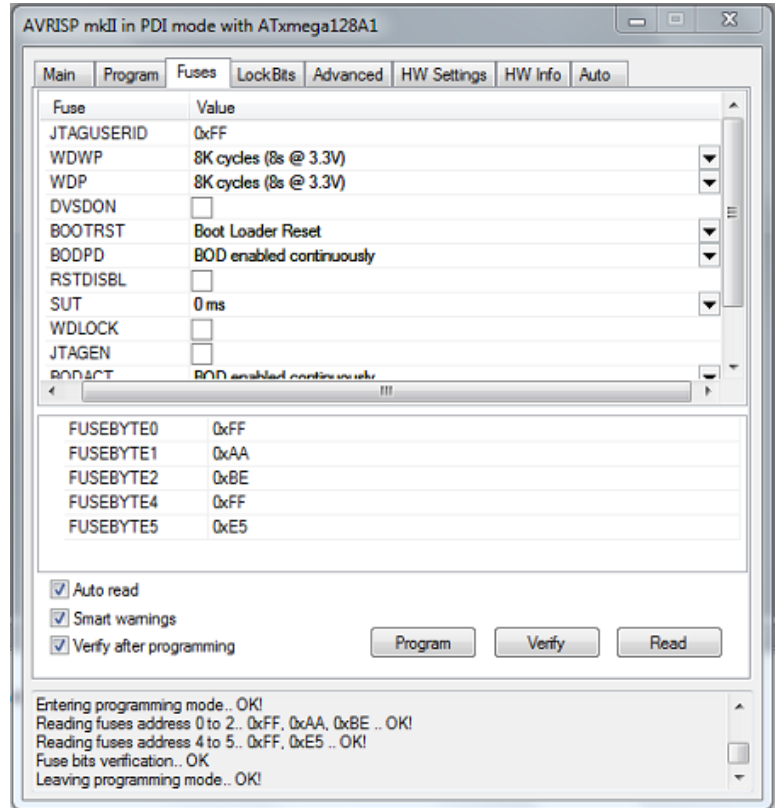 AVRISP mkII in PDI mode with ATxmega128A1
Main Program Fuses LockBits Advanced HW Settings HW Info Auto
Fuse Value
JTAGUSERID 0xFF
WDWP 8K cycles (8s @ 3.3V)
WDP 8K cycles (8s @ 3.3V)
DVSDON
BOOTRST Boot Loader Reset
BODPD BOD enabled continuously
RSTDISBL
SUT 0 ms
WDLOCK
JTAGEN
BODACT BOD enabled continuously
FUSEBYTE0 0xFF
FUSEBYTE1 0xAA
FUSEBYTE2 0xBE
FUSEBYTE4 0xFF
FUSEBYTE5 0xE5
Auto read
Smart warnings
Verify after programming Program Verify Read
Entering programming mode.. OK!
Reading fuses address 0 to 2.. 0xFF, 0xAA, 0xBE .. OK!
Reading fuses address 4 to 5.. 0xFF, 0xE5 .. OK!
Fuse bits verification.. OK
Leaving programming mode.. OK!